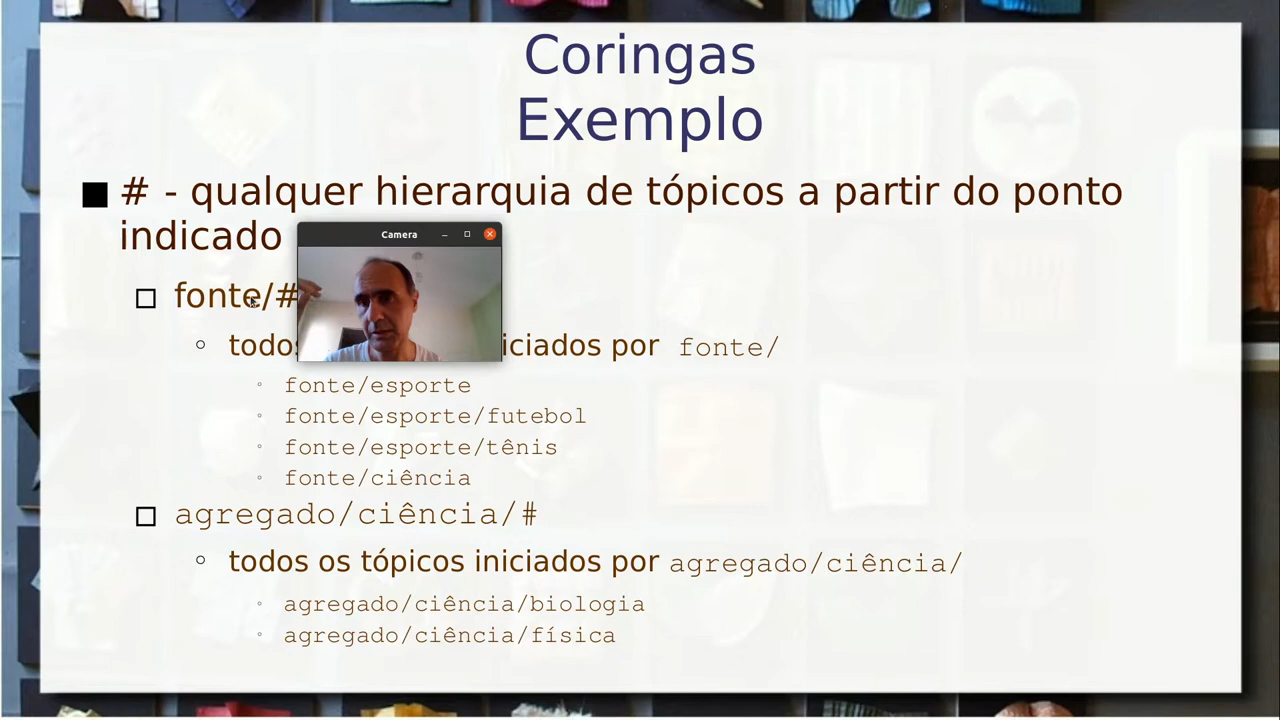 Coringas
Exemplo
# - qualquer hierarquia de tópicos a partir do ponto
indicado
Camera
fonte/#
todos iciados por fonte/
fonte/esporte
fonte/esporte/futebol
fonte/esporte/tênis
fonte/ciência
agregado/ciência/#
todos os tópicos iniciados por agregado/ciência/
agregado/ciência/biologia
agregado/ciência/física